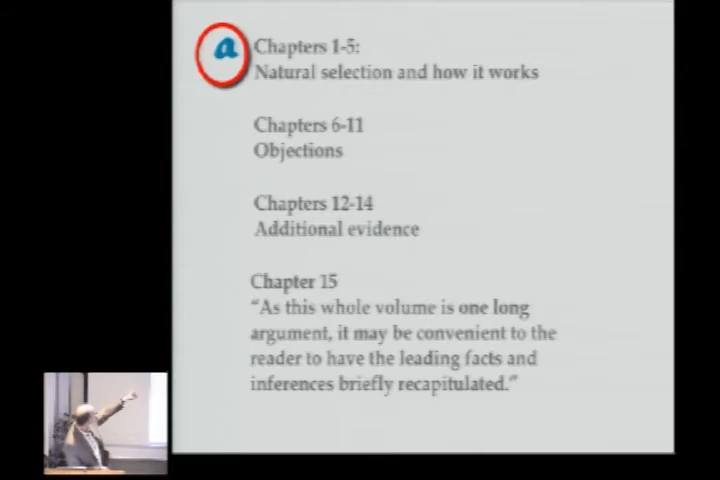 a
Chapters 1-5:
Natural selection and how it works
Chapters 6-11
Objections
Chapters 12-14
Additional evidence
Chapter 15
“As this whole volume is one long
argument, it may be convenient to the
reader to have the leading facts and
inferences briefly recapitulated.”